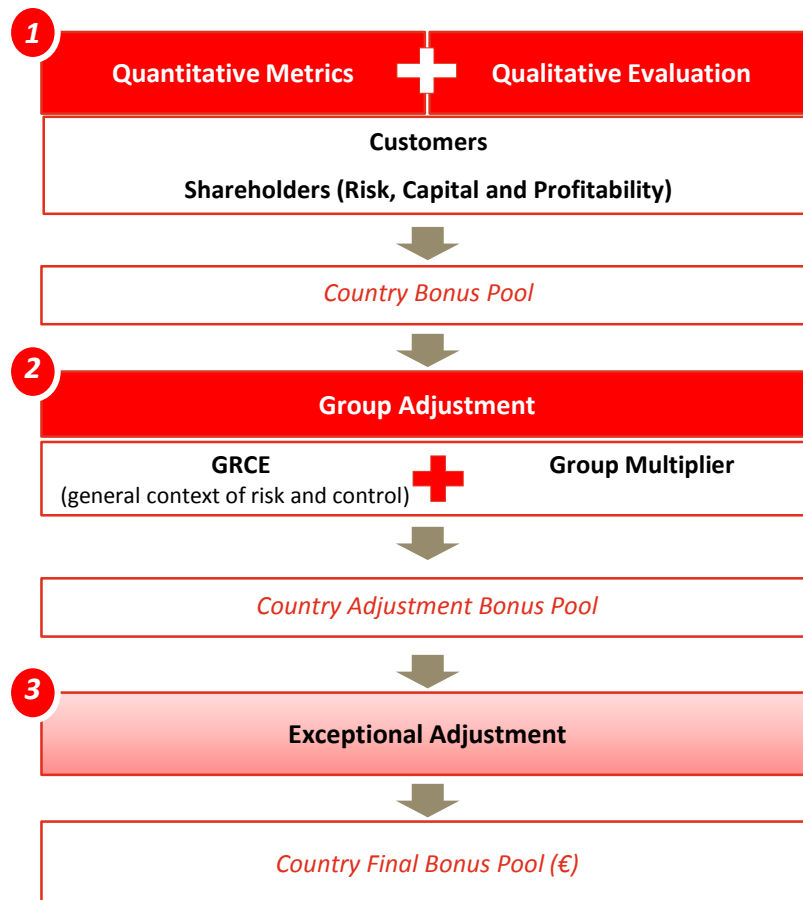 1
Quantitative Metrics
Qualitative Evaluation
Customers
Shareholders (Risk, Capital and Profitability)
Country Bonus Pool
2
Group Adjustment
GRCE
(general context of risk and control)
Group Multiplier
Country Adjustment Bonus Pool
3
Exceptional Adjustment
Country Final Bonus Pool (€)